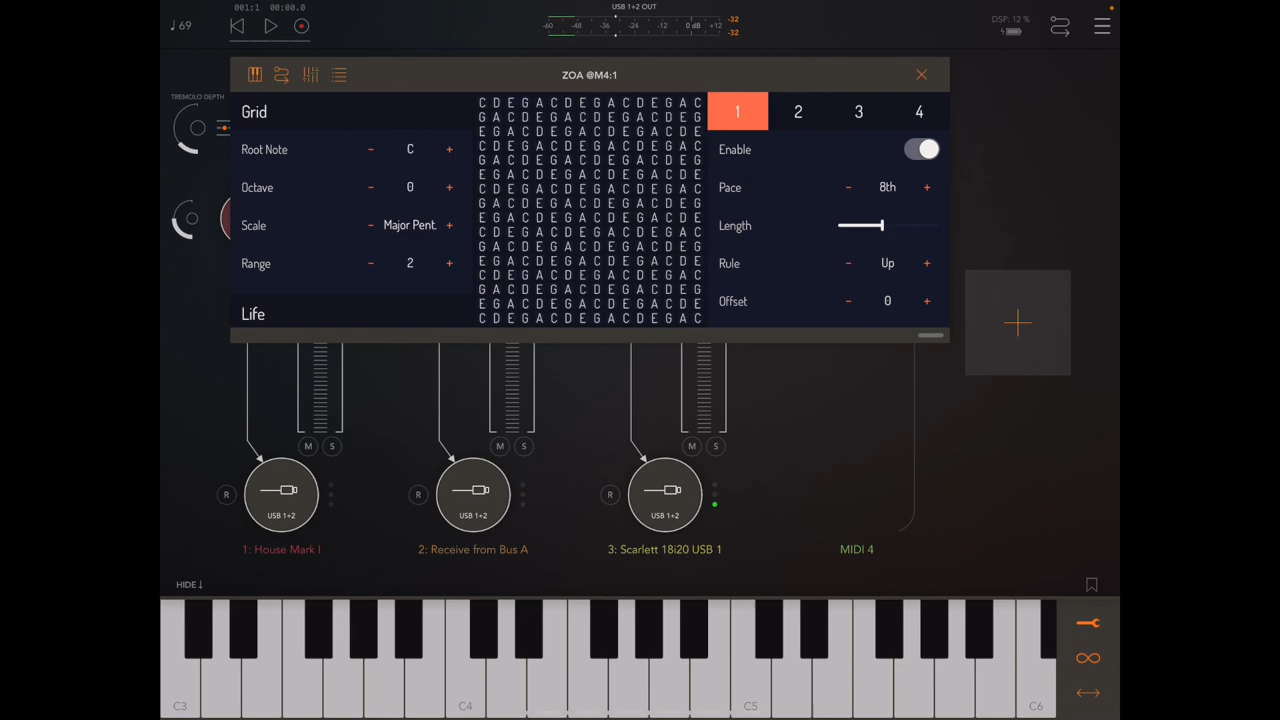 001:1 00:00.0
USB 1+2 OUT
♩ 69
-60 -48 -36 -24 -12 0 dB +12
-32
-32
DSP: 12 %
TREMOLO DEPTH
ZOA @M4:1
Grid
Root Note - C +
Octave - 0 +
Scale - Major Pent. +
Range - 2 +
Life
C D E G A C D E G A C D E G A C
G A C D E G A C D E G A C D E G
E G A C D E G A C D E G A C D E
C D E G A C D E G A C D E G A C
G A C D E G A C D E G A C D E G
E G A C D E G A C D E G A C D E
C D E G A C D E G A C D E G A C
G A C D E G A C D E G A C D E G
E G A C D E G A C D E G A C D E
C D E G A C D E G A C D E G A C
G A C D E G A C D E G A C D E G
E G A C D E G A C D E G A C D E
C D E G A C D E G A C D E G A C
G A C D E G A C D E G A C D E G
E G A C D E G A C D E G A C D E
C D E G A C D E G A C D E G A C
1 2 3 4
Enable
Pace - 8th +
Length
Rule - Up +
Offset - 0 +
M S M S M S
R USB 1+2 R USB 1+2 R USB 1+2
1: House Mark I
2: Receive from Bus A
3: Scarlett 18i20 USB 1
MIDI 4
HIDE↓
C3 C4 C5 C6